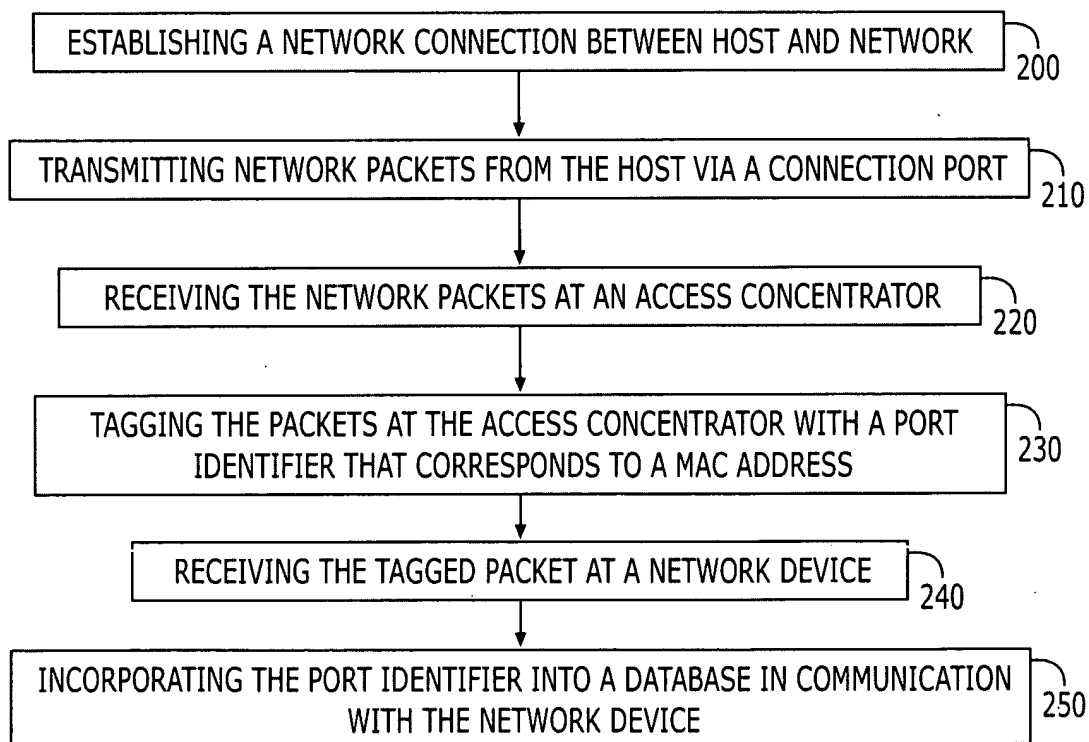 ESTABLISHING A NETWORK CONNECTION BETWEEN HOST AND NETWORK
200
TRANSMITTING NETWORK PACKETS FROM THE HOST VIA A CONNECTION PORT
210
RECEIVING THE NETWORK PACKETS AT AN ACCESS CONCENTRATOR
220
TAGGING THE PACKETS AT THE ACCESS CONCENTRATOR WITH A PORT
IDENTIFIER THAT CORRESPONDS TO A MAC ADDRESS
230
RECEIVING THE TAGGED PACKET AT A NETWORK DEVICE
240
INCORPORATING THE PORT IDENTIFIER INTO A DATABASE IN COMMUNICATION
WITH THE NETWORK DEVICE
250